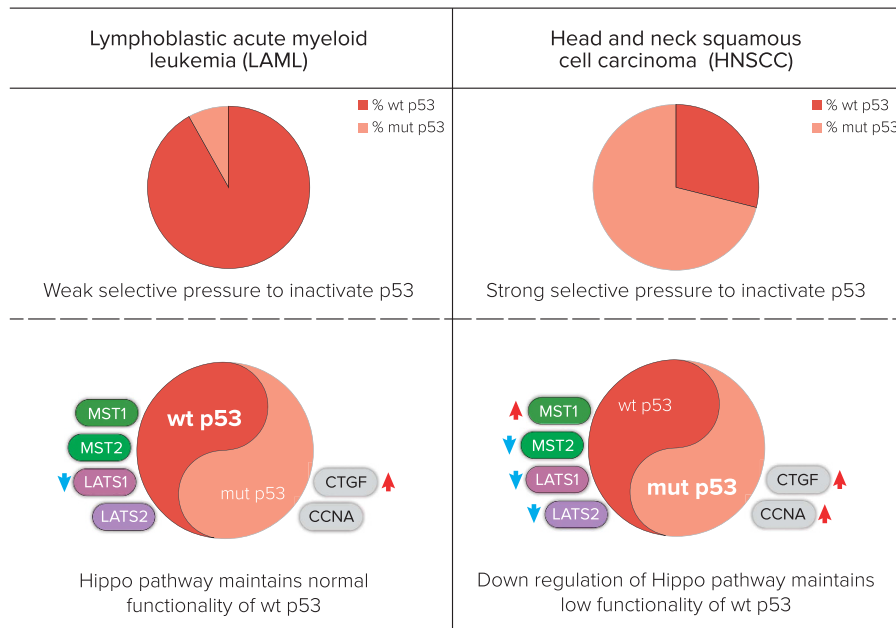 Lymphoblastic acute myeloid
leukemia (LAML)
Head and neck squamous
cell carcinoma (HNSCC)
% wt p53
% mut p53
% wt p53
% mut p53
Weak selective pressure to inactivate p53
Strong selective pressure to inactivate p53
MST1
MST2
LATS1
LATS2
wt p53
mut p53
CTGF
CCNA
MST1
MST2
LATS1
LATS2
wt p53
mut p53
CTGF
CCNA
Hippo pathway maintains normal
functionality of wt p53
Down regulation of Hippo pathway maintains
low functionality of wt p53